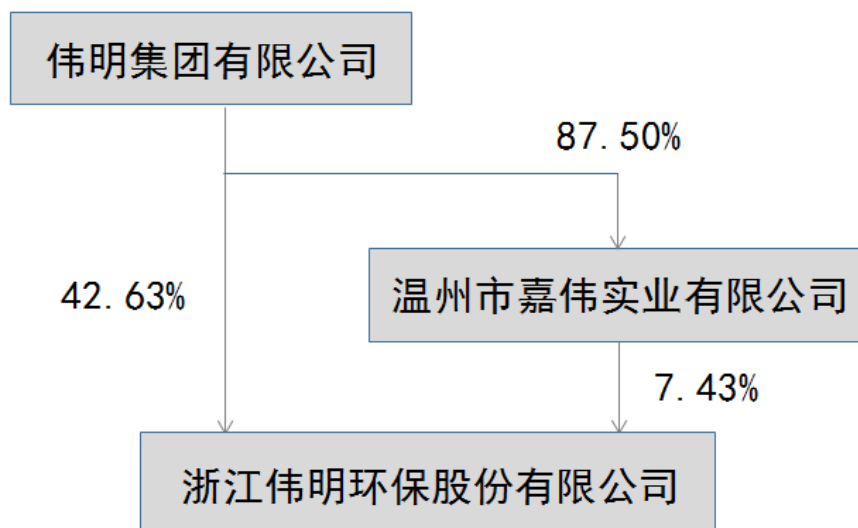 伟明集团有限公司
87.50%
42.63%
温州市嘉伟实业有限公司
7.43%
浙江伟明环保股份有限公司